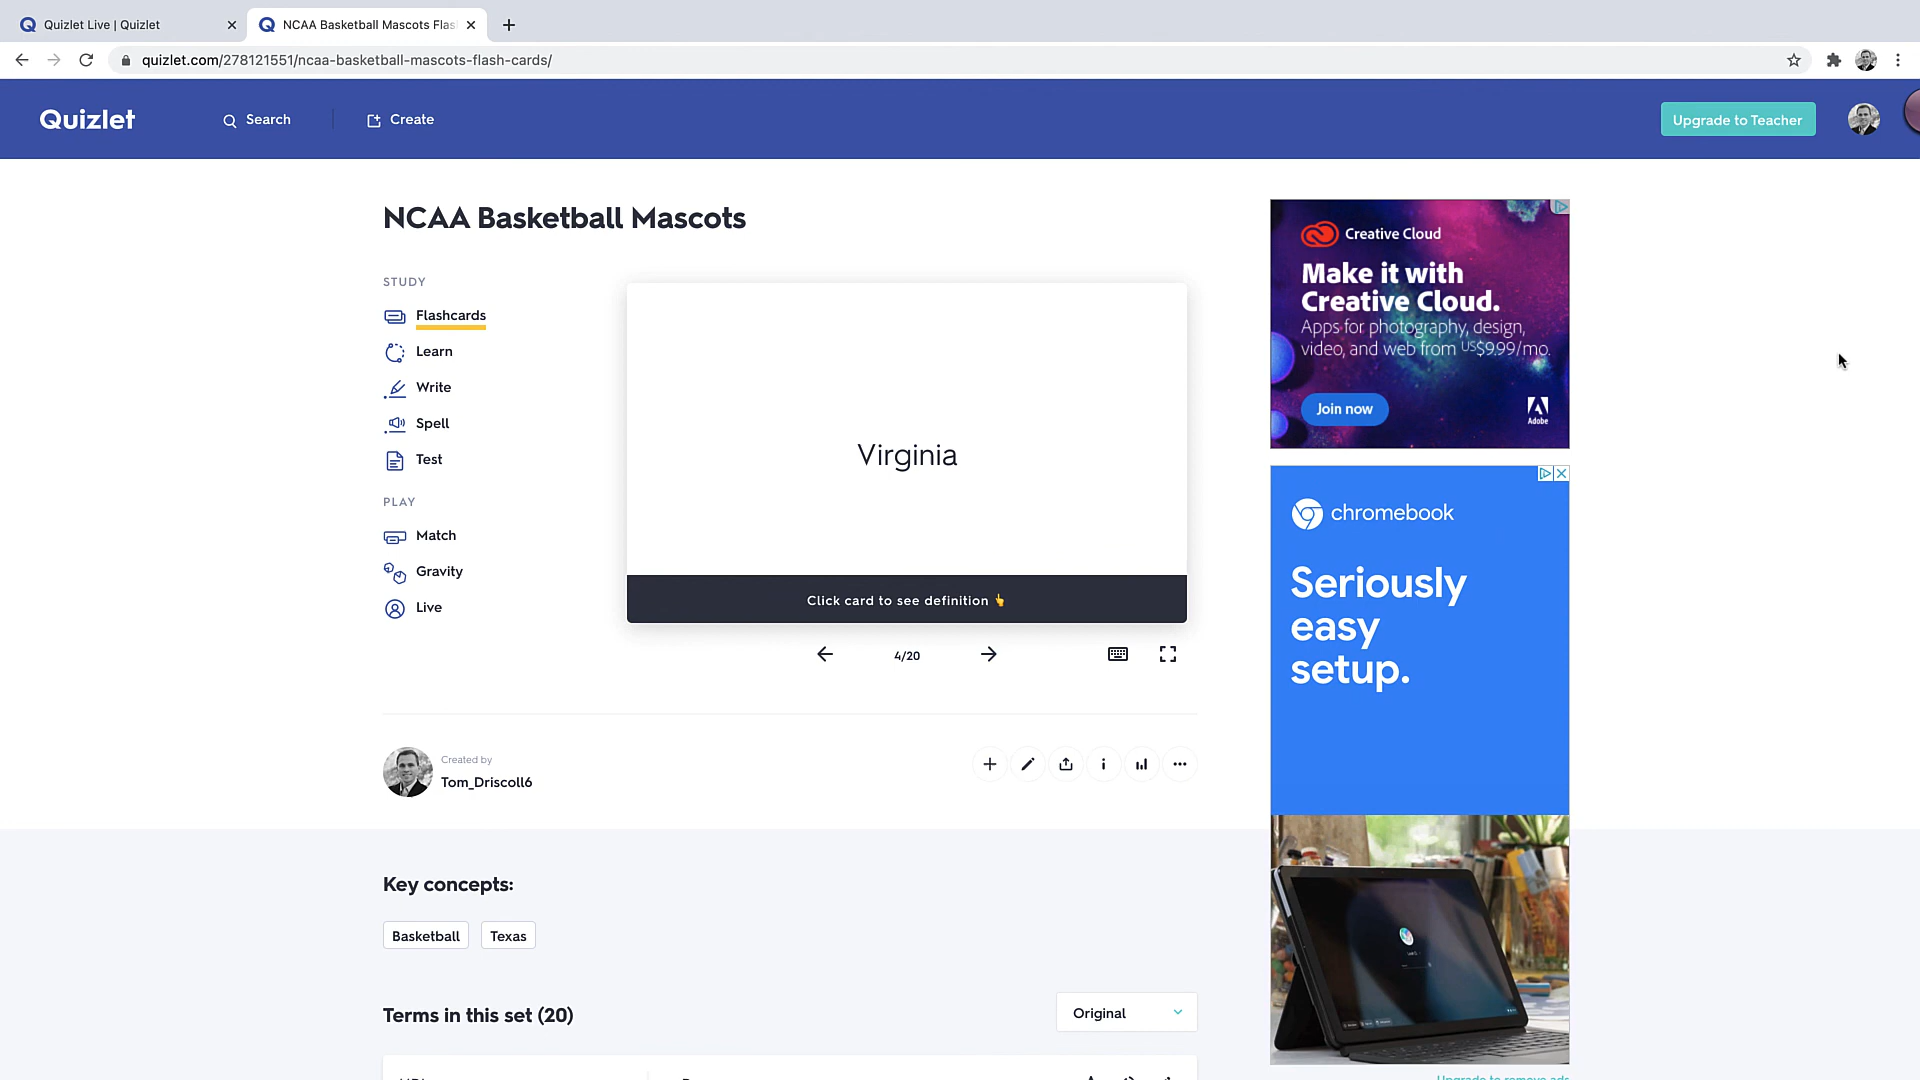 Quizlet Live | Quizlet
NCAA Basketball Mascots Flas
quizlet.com/278121551/ncaa-basketball-mascots-flash-cards/
Quizlet
Search
Create
Upgrade to Teacher
NCAA Basketball Mascots
STUDY
Flashcards
Learn
Write
Spell
Test
PLAY
Match
Gravity
Live
Virginia
Click card to see definition 👆
4/20
Created by
Tom_Driscoll6
Key concepts:
Basketball
Texas
Terms in this set (20)
Original
Creative Cloud
Make it with
Creative Cloud.
Apps for photography, design,
video, and web from US$9.99/mo.
Join now
Adobe
chromebook
Seriously
easy
setup.
Upgrade to remove ads